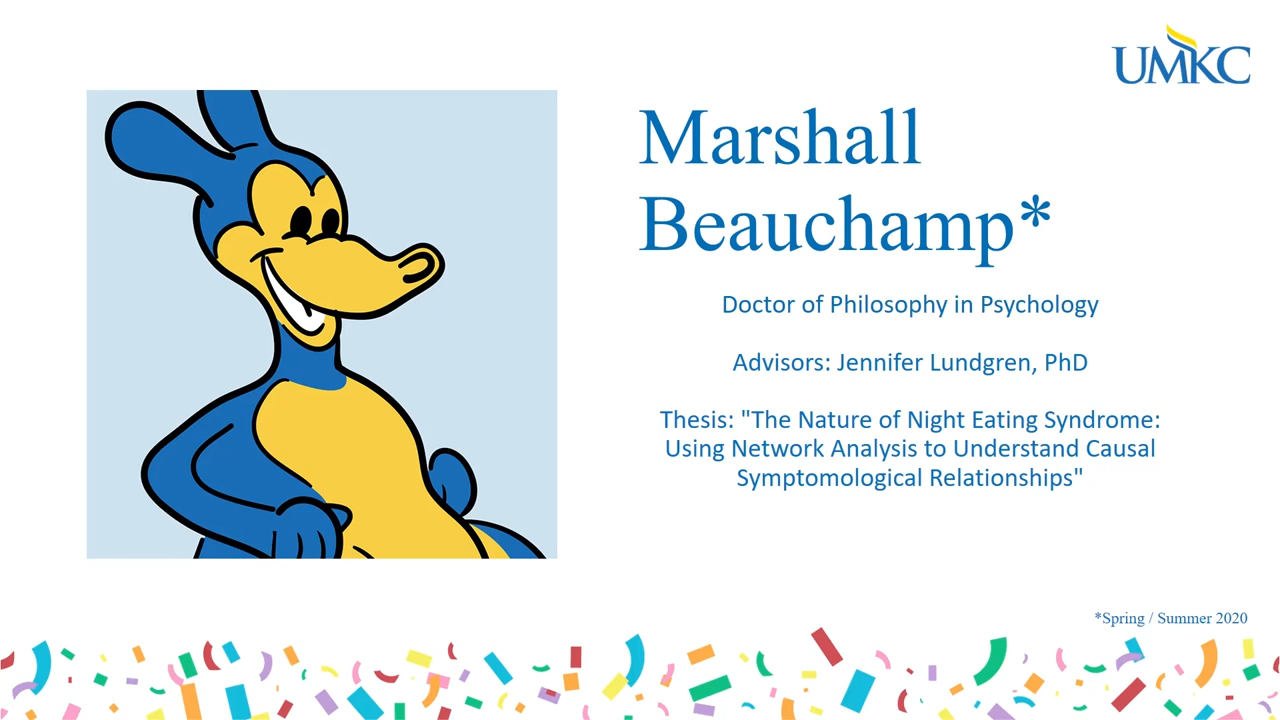 UMKC
Marshall
Beauchamp*
Doctor of Philosophy in Psychology
Advisors: Jennifer Lundgren, PhD
Thesis: "The Nature of Night Eating Syndrome:
Using Network Analysis to Understand Causal
Symptomological Relationships"
*Spring / Summer 2020